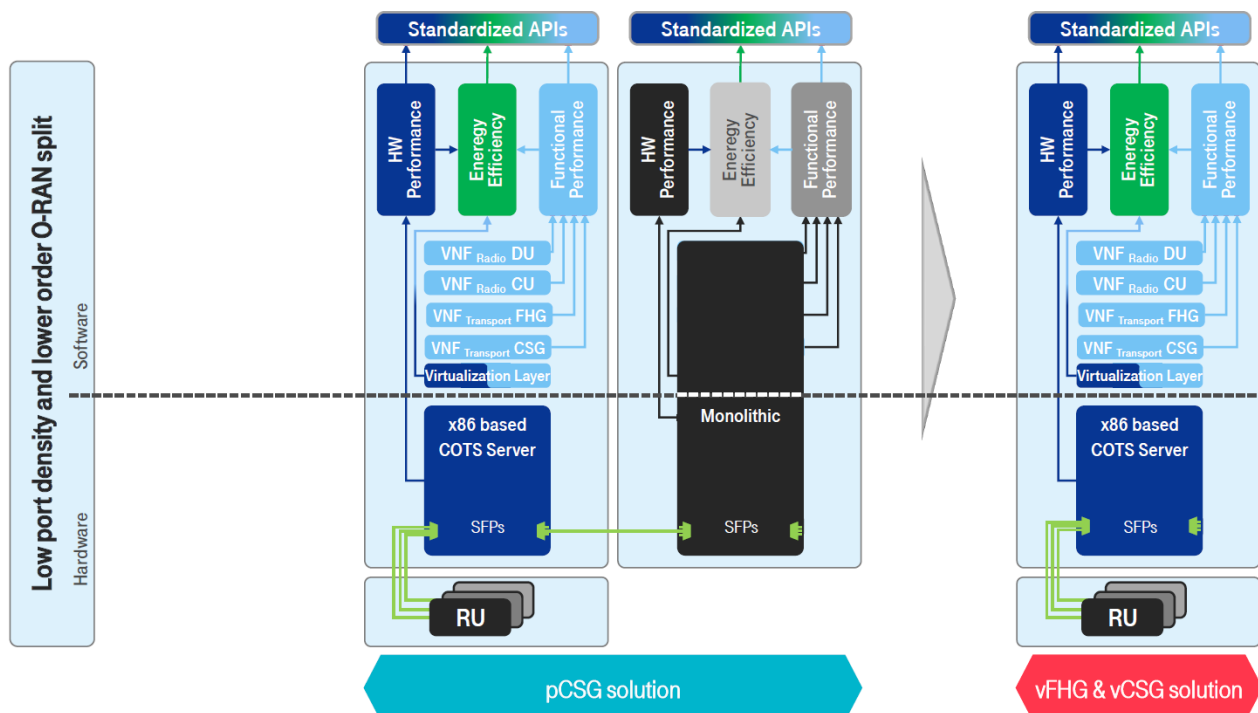 Standardized APIs
Standardized APIs
Standardized APIs
Low port density and lower order O-RAN split
Software
Hardware
HW
Performance
Eneregy
Efficiency
Functional
Performance
VNF Radio DU
VNF Radio CU
VNF Transport FHG
VNF Transport CSG
Virtualization Layer
x86 based
COTS Server
SFPs
RU
HW
Performance
Eneregy
Efficiency
Functional
Performance
Monolithic
SFPs
HW
Performance
Eneregy
Efficiency
Functional
Performance
VNF Radio DU
VNF Radio CU
VNF Transport FHG
VNF Transport CSG
Virtualization Layer
x86 based
COTS Server
SFPs
RU
pCSG solution
vFHG & vCSG solution